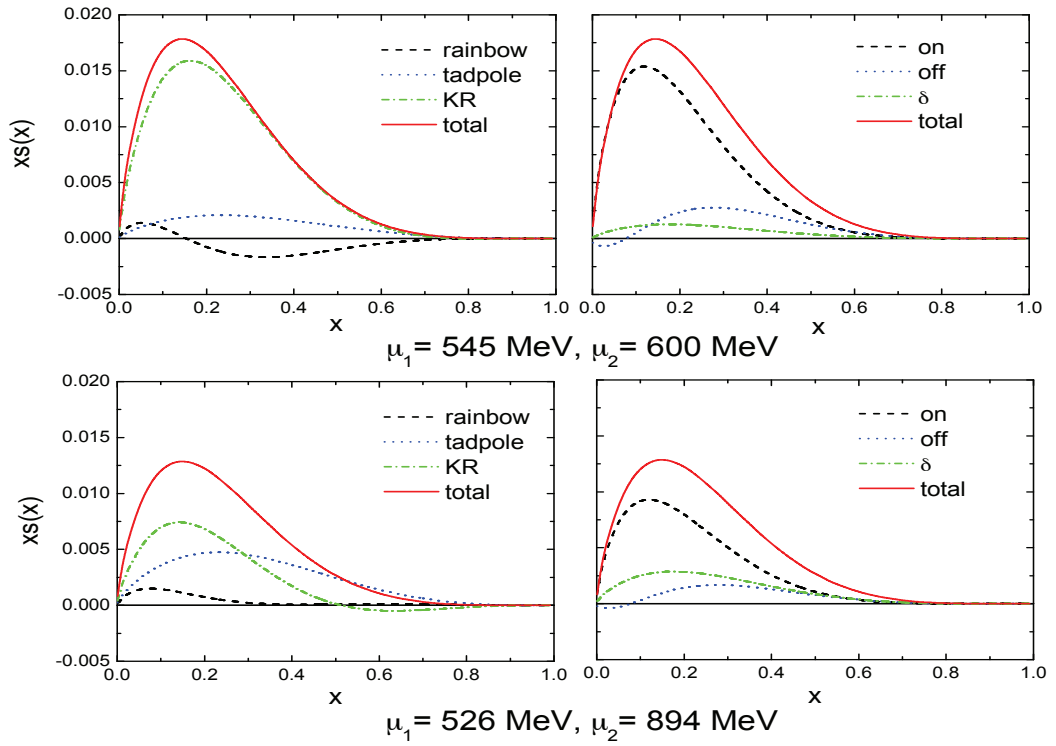 0.020
0.015
0.010
0.005
0.000
-0.005
xs(x)
rainbow
tadpole
KR
total
0.0 0.2 0.4 0.6 0.8 1.0
x
on
off
δ
total
0.0 0.2 0.4 0.6 0.8 1.0
x
μ1= 545 MeV, μ2= 600 MeV
0.020
0.015
0.010
0.005
0.000
-0.005
xs(x)
rainbow
tadpole
KR
total
0.0 0.2 0.4 0.6 0.8 1.0
x
on
off
δ
total
0.0 0.2 0.4 0.6 0.8 1.0
x
μ1= 526 MeV, μ2= 894 MeV